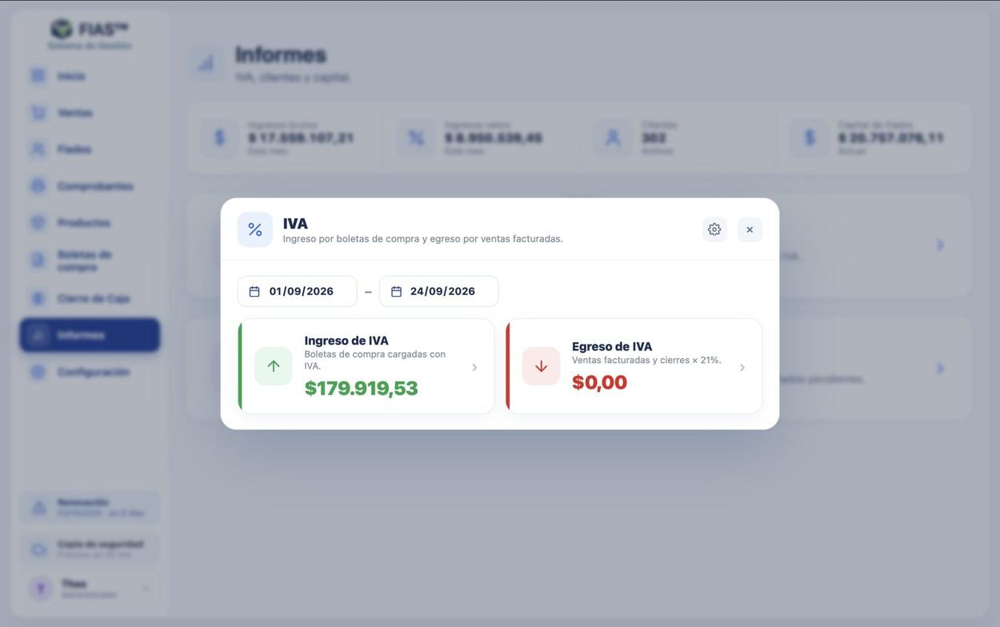 FIAS™
Sistema de Gestión
Inicio
Ventas
Fiados
Comprobantes
Productos
Boletas de
compra
Cierre de Caja
Informes
Configuración
Renovación
Copia de seguridad
Theo
Administrador
Informes
IVA, clientes y capital.
Ingresos brutos
$ 17.559.107,21
Este mes
Ingresos netos
$ 8.950.539,45
Este mes
Clientes
302
Activos
Capital de fiados
$ 20.757.076,11
Actual
IVA
Ingreso por boletas de compra y egreso por ventas facturadas.
01/09/2026 – 24/09/2026
Ingreso de IVA
Boletas de compra cargadas con
IVA.
$179.919,53
Egreso de IVA
Ventas facturadas y cierres × 21%.
$0,00
IVA.
pendientes.